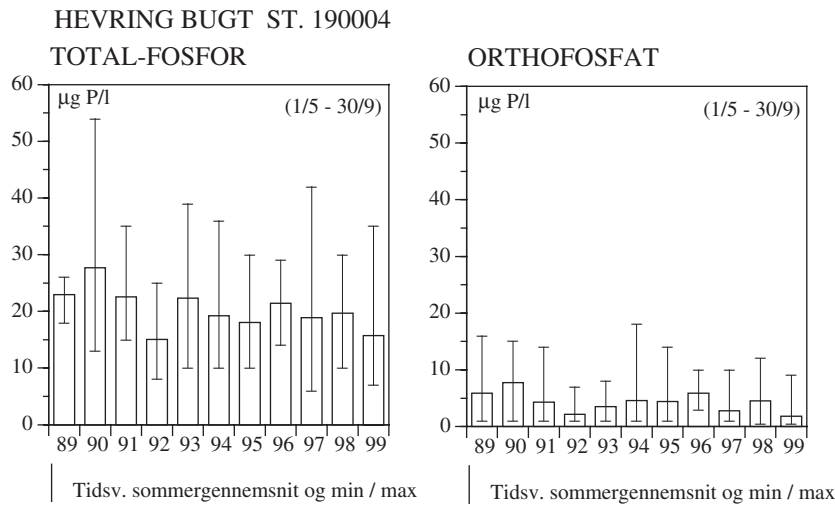 HEVRING BUGT ST. 190004
TOTAL-FOSFOR
60
µg P/l
(1/5 - 30/9)
50
40
30
20
10
0
89 90 91 92 93 94 95 96 97 98 99
Tidsv. sommergennemsnit og min / max
ORTHOFOSFAT
60
µg P/l
(1/5 - 30/9)
50
40
30
20
10
0
89 90 91 92 93 94 95 96 97 98 99
Tidsv. sommergennemsnit og min / max